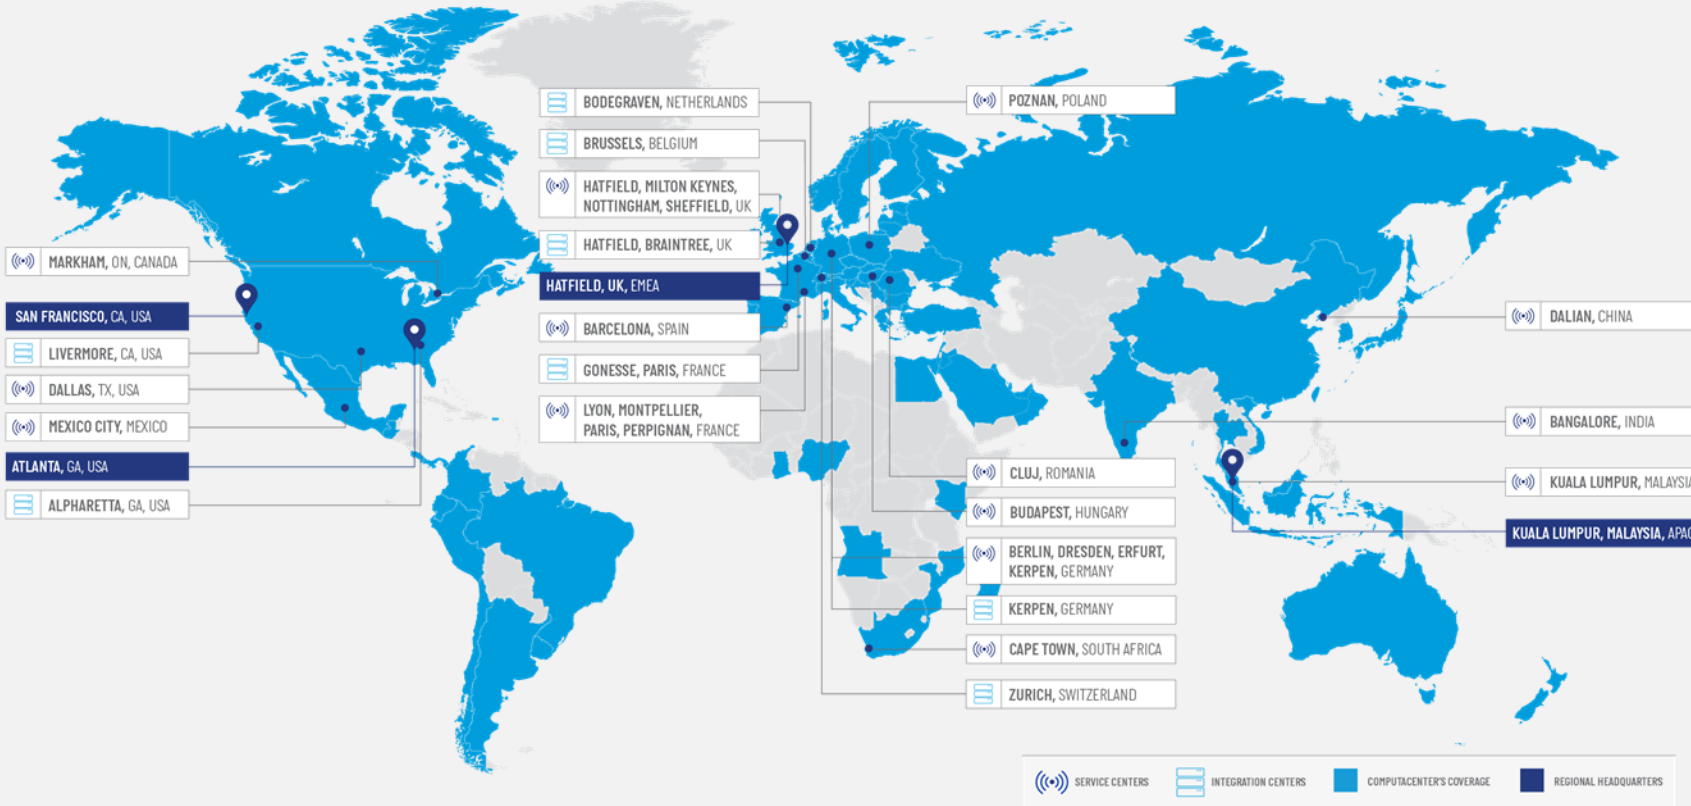 MARKHAM, ON, CANADA
SAN FRANCISCO, CA, USA
LIVERMORE, CA, USA
DALLAS, TX, USA
MEXICO CITY, MEXICO
ATLANTA, GA, USA
ALPHARETTA, GA, USA
BODEGRAVEN, NETHERLANDS
BRUSSELS, BELGIUM
HATFIELD, MILTON KEYNES,
NOTTINGHAM, SHEFFIELD, UK
HATFIELD, BRAINTREE, UK
HATFIELD, UK, EMEA
BARCELONA, SPAIN
GONESSE, PARIS, FRANCE
LYON, MONTPELLIER,
PARIS, PERPIGNAN, FRANCE
POZNAN, POLAND
CLUJ, ROMANIA
BUDAPEST, HUNGARY
BERLIN, DRESDEN, ERFURT,
KERPEN, GERMANY
KERPEN, GERMANY
CAPE TOWN, SOUTH AFRICA
ZURICH, SWITZERLAND
DALIAN, CHINA
BANGALORE, INDIA
KUALA LUMPUR, MALAYSIA
KUALA LUMPUR, MALAYSIA, APAC
SERVICE CENTERS
INTEGRATION CENTERS
COMPUTACENTER'S COVERAGE
REGIONAL HEADQUARTERS